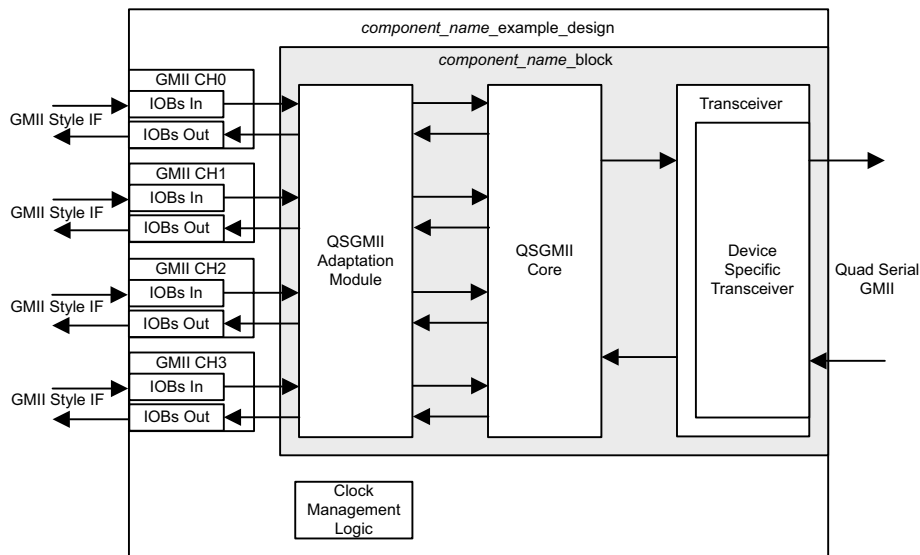 component_name_example_design
component_name_block
GMII CH0
IOBs In
IOBs Out
GMII Style IF
GMII CH1
IOBs In
IOBs Out
GMII Style IF
GMII CH2
IOBs In
IOBs Out
GMII Style IF
GMII CH3
IOBs In
IOBs Out
GMII Style IF
QSGMII
Adaptation
Module
QSGMII
Core
Transceiver
Device
Specific
Transceiver
Quad Serial
GMII
Clock
Management
Logic